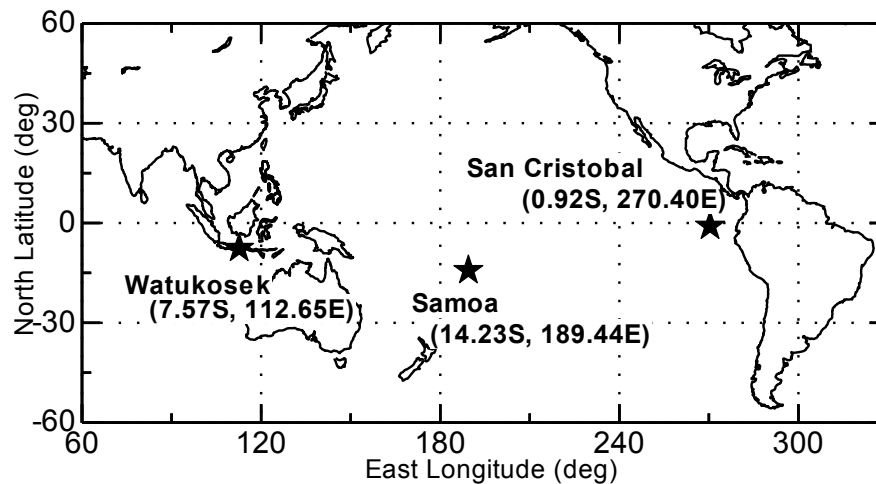 60
30
0
-30
-60
North Latitude (deg)
San Cristobal
(0.92S, 270.40E)
Watukosek
(7.57S, 112.65E)
Samoa
(14.23S, 189.44E)
60 120 180 240 300
East Longitude (deg)